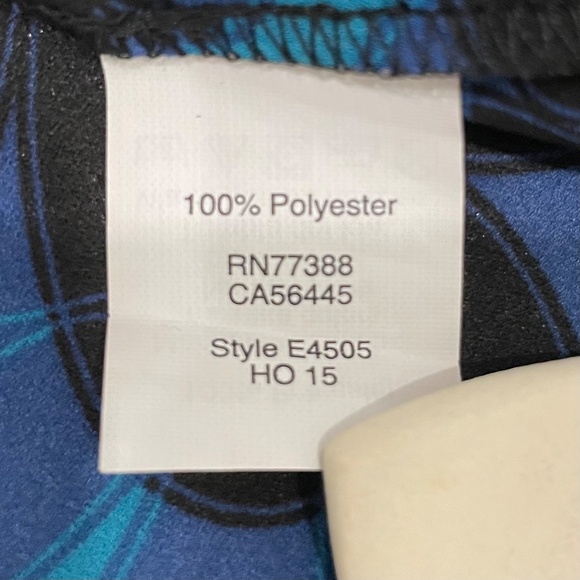 100% Polyester
RN77388
CA56445
Style E4505
HO 15